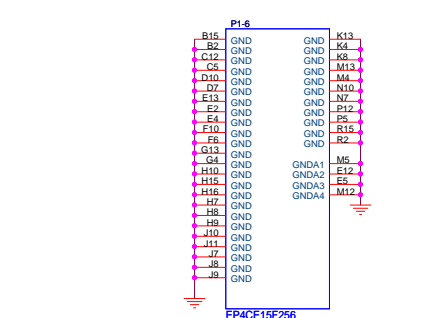 P1-6
B15 GND GND K13
B2 GND GND K4
C12 GND GND K8
C5 GND GND M13
D10 GND GND M4
D7 GND GND N10
E13 GND GND N7
E2 GND GND P12
E4 GND GND P5
F10 GND GND R15
F6 GND GND R2
G13 GND
G4 GND GNDA1 M5
H10 GND GNDA2 E12
H15 GND GNDA3 E5
H16 GND GNDA4 M12
H7 GND
H8 GND
H9 GND
J10 GND
J11 GND
J7 GND
J8 GND
J9 GND
EP4CE15F256